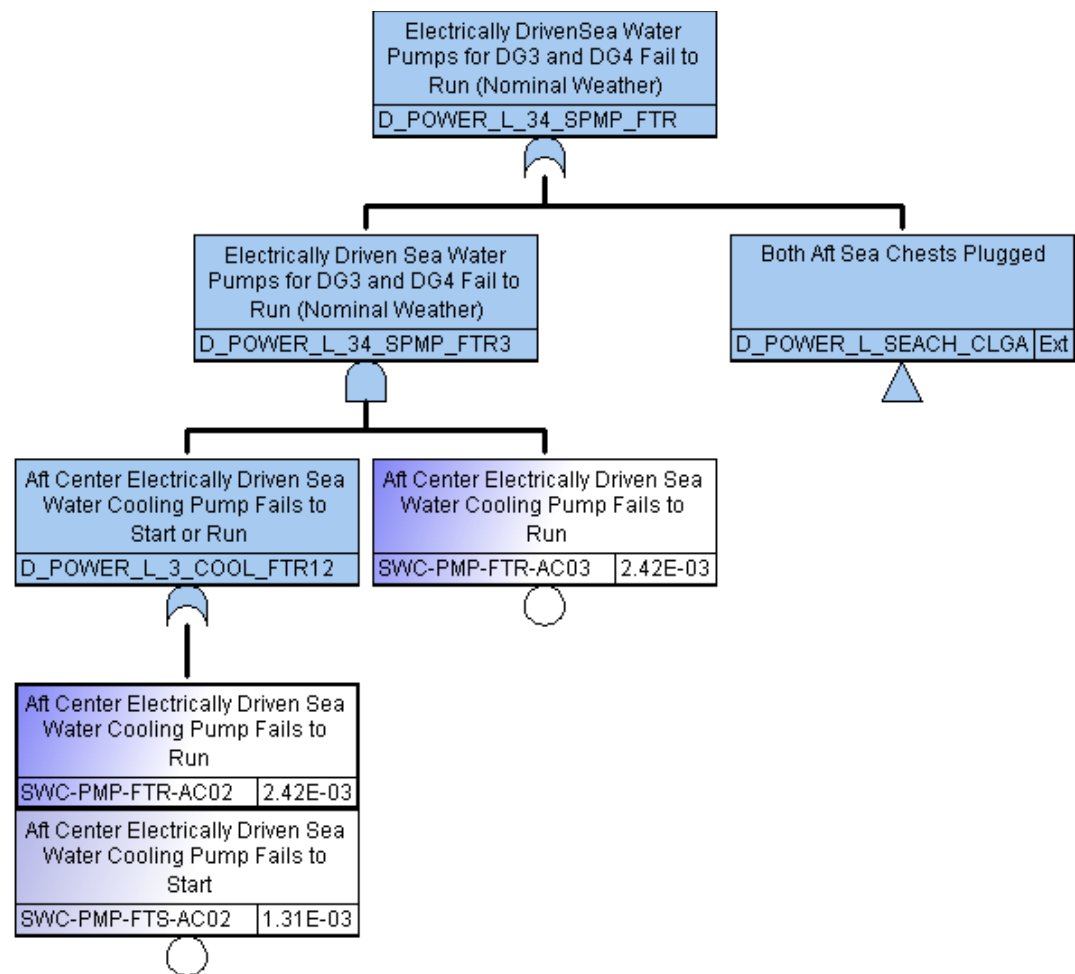 Electrically DrivenSea Water
Pumps for DG3 and DG4 Fail to
Run (Nominal Weather)
D_POWER_L_34_SPMP_FTR
Electrically Driven Sea Water
Pumps for DG3 and DG4 Fail to
Run (Nominal Weather)
D_POWER_L_34_SPMP_FTR3
Both Aft Sea Chests Plugged
D_POWER_L_SEACH_CLGA Ext
Aft Center Electrically Driven Sea
Water Cooling Pump Fails to
Start or Run
D_POWER_L_3_COOL_FTR12
Aft Center Electrically Driven Sea
Water Cooling Pump Fails to
Run
SWC-PMP-FTR-AC03 2.42E-03
Aft Center Electrically Driven Sea
Water Cooling Pump Fails to
Run
SWC-PMP-FTR-AC02 2.42E-03
Aft Center Electrically Driven Sea
Water Cooling Pump Fails to
Start
SWC-PMP-FTS-AC02 1.31E-03